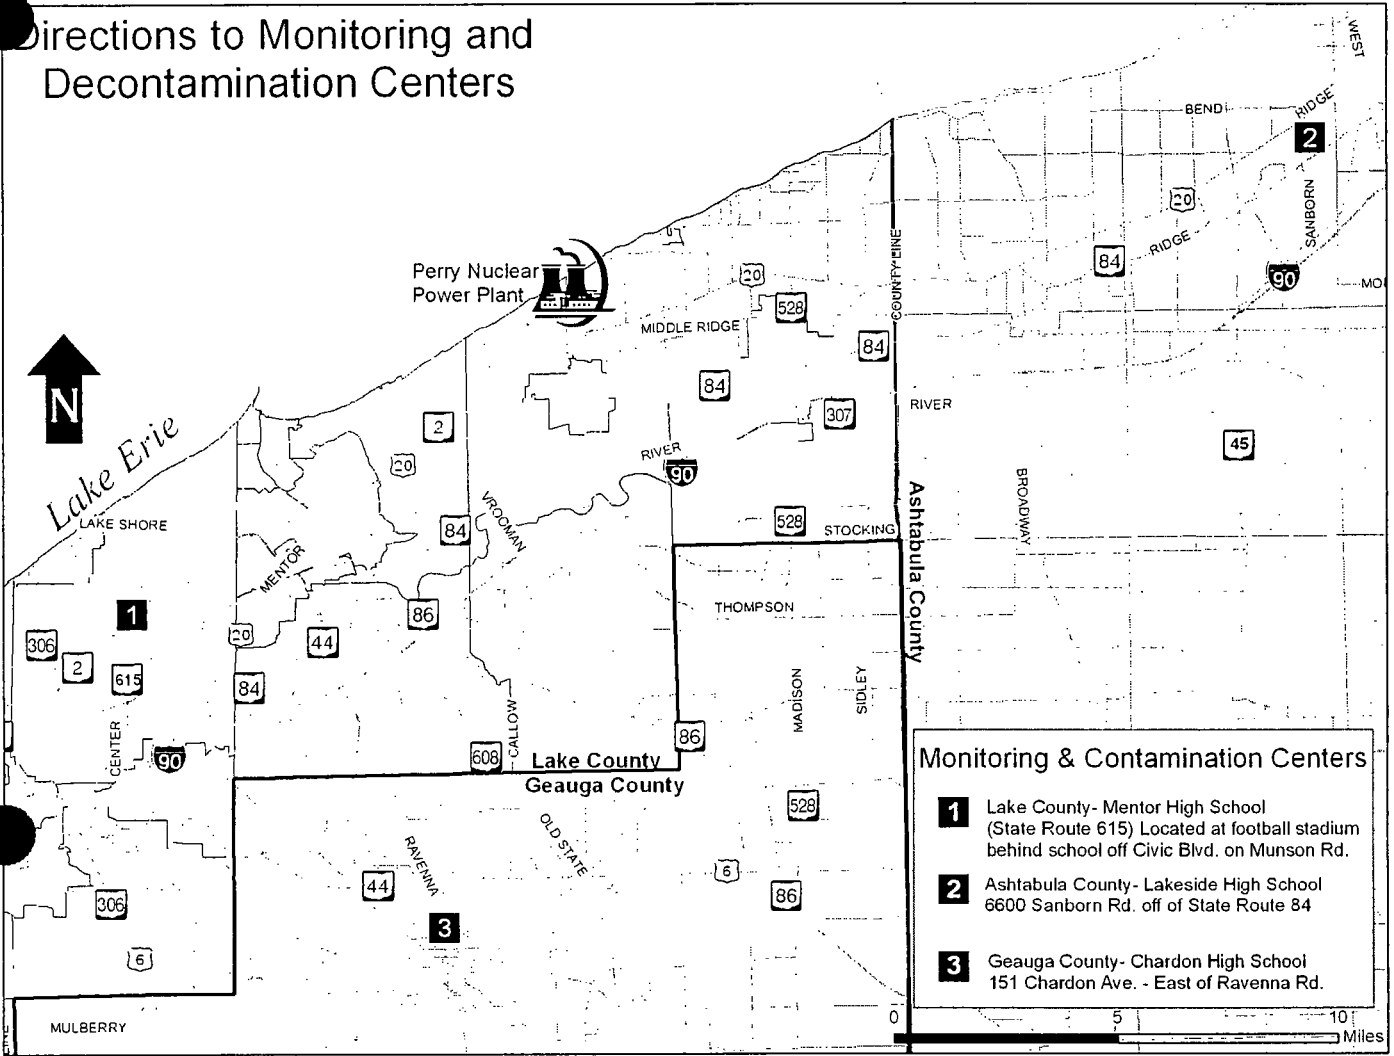 Directions to Monitoring and
Decontamination Centers
WEST
BEND
RIDGE
2
20
SANBORN
RIDGE
84
90
COUNTY LINE
Perry Nuclear
Power Plant
20
528
MIDDLE RIDGE
84
84
307
RIVER
45
N
Lake Erie
2
20
RIVER
90
BROADWAY
LAKE SHORE
84
VROOMAN
528
STOCKING
Ashtabula County
MENTOR
1
86
THOMPSON
306
2
615
20
44
84
MADISON
SIDLEY
CENTER
90
CALLOW
608
86
Lake County
Geauga County
528
OLD STATE
RAVENNA
44
6
86
306
3
6
MULBERRY
Monitoring & Contamination Centers
1 Lake County- Mentor High School
(State Route 615) Located at football stadium
behind school off Civic Blvd. on Munson Rd.
2 Ashtabula County- Lakeside High School
6600 Sanborn Rd. off of State Route 84
3 Geauga County- Chardon High School
151 Chardon Ave. - East of Ravenna Rd.
0 5 10
Miles